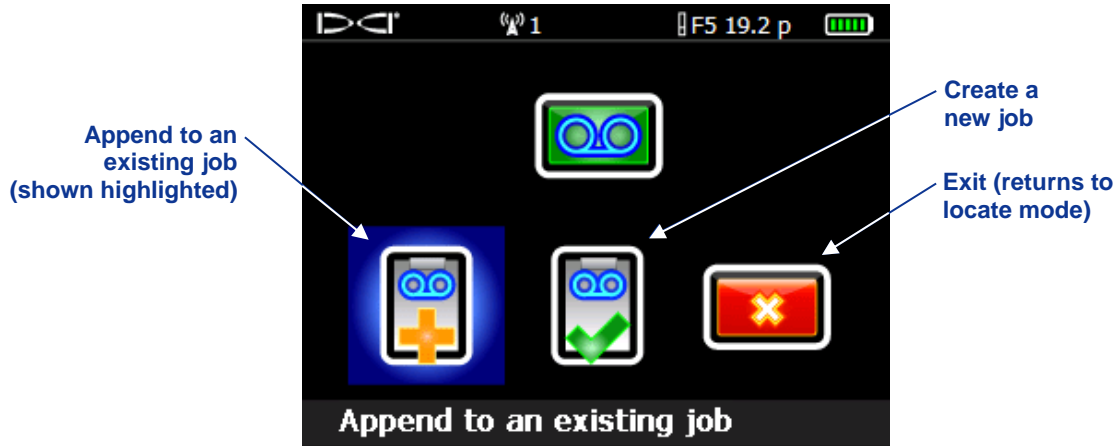 DCI
1
F5 19.2 p
Create a
new job
Append to an
existing job
(shown highlighted)
Exit (returns to
locate mode)
Append to an existing job